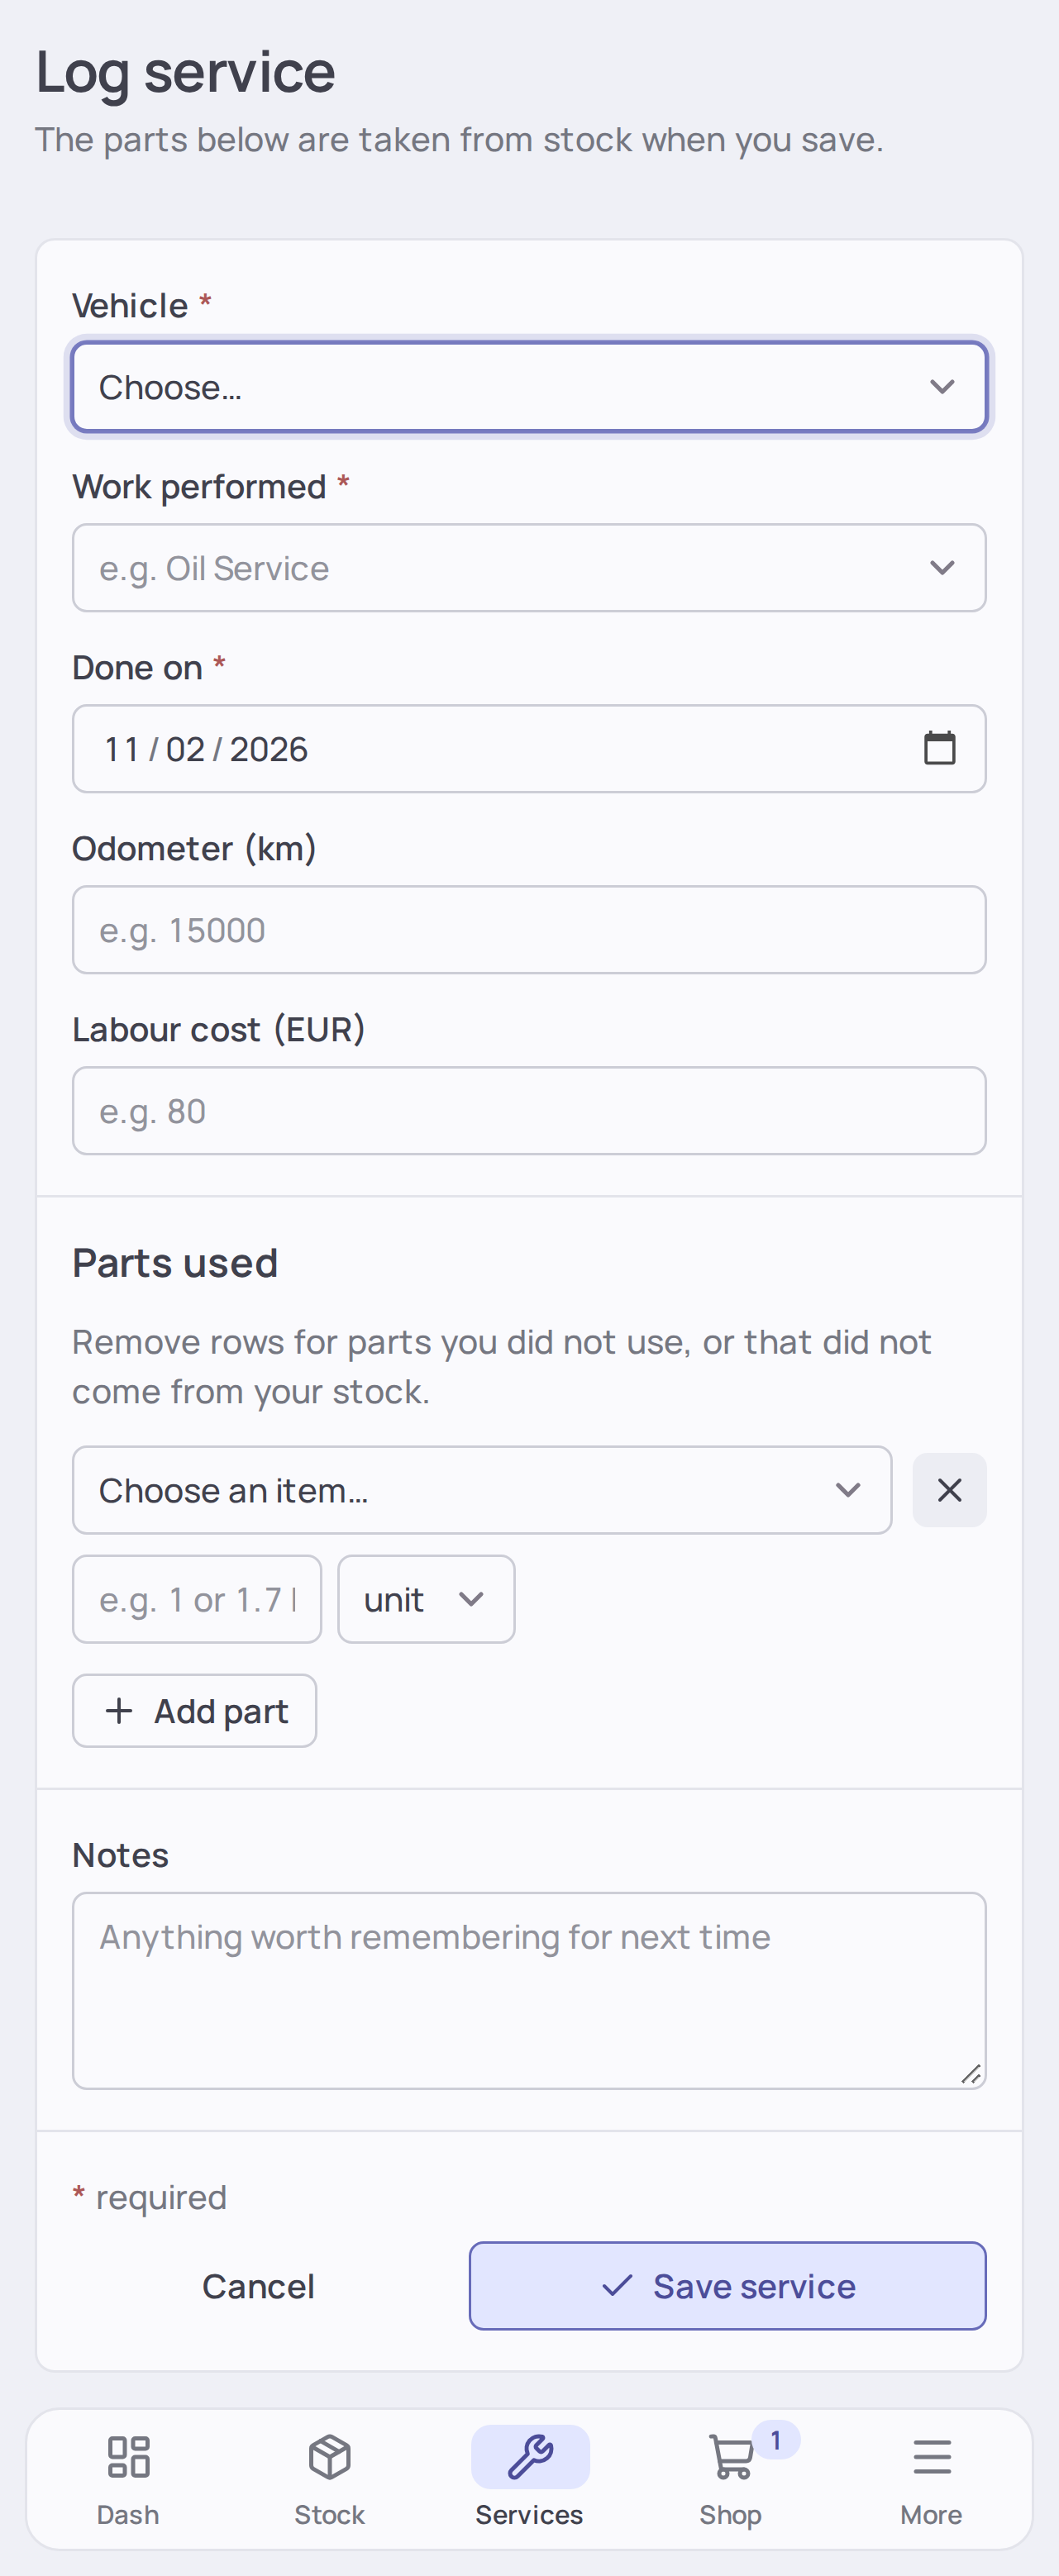 Log service
The parts below are taken from stock when you save.
Vehicle *
Choose...
Work performed *
e.g. Oil Service
Done on *
11 / 02 / 2026
Odometer (km)
e.g. 15000
Labour cost (EUR)
e.g. 80
Parts used
Remove rows for parts you did not use, or that did not
come from your stock.
Choose an item...
e.g. 1 or 1.7 l
unit
Add part
Notes
Anything worth remembering for next time
* required
Cancel
Save service
1
Dash
Stock
Services
Shop
More